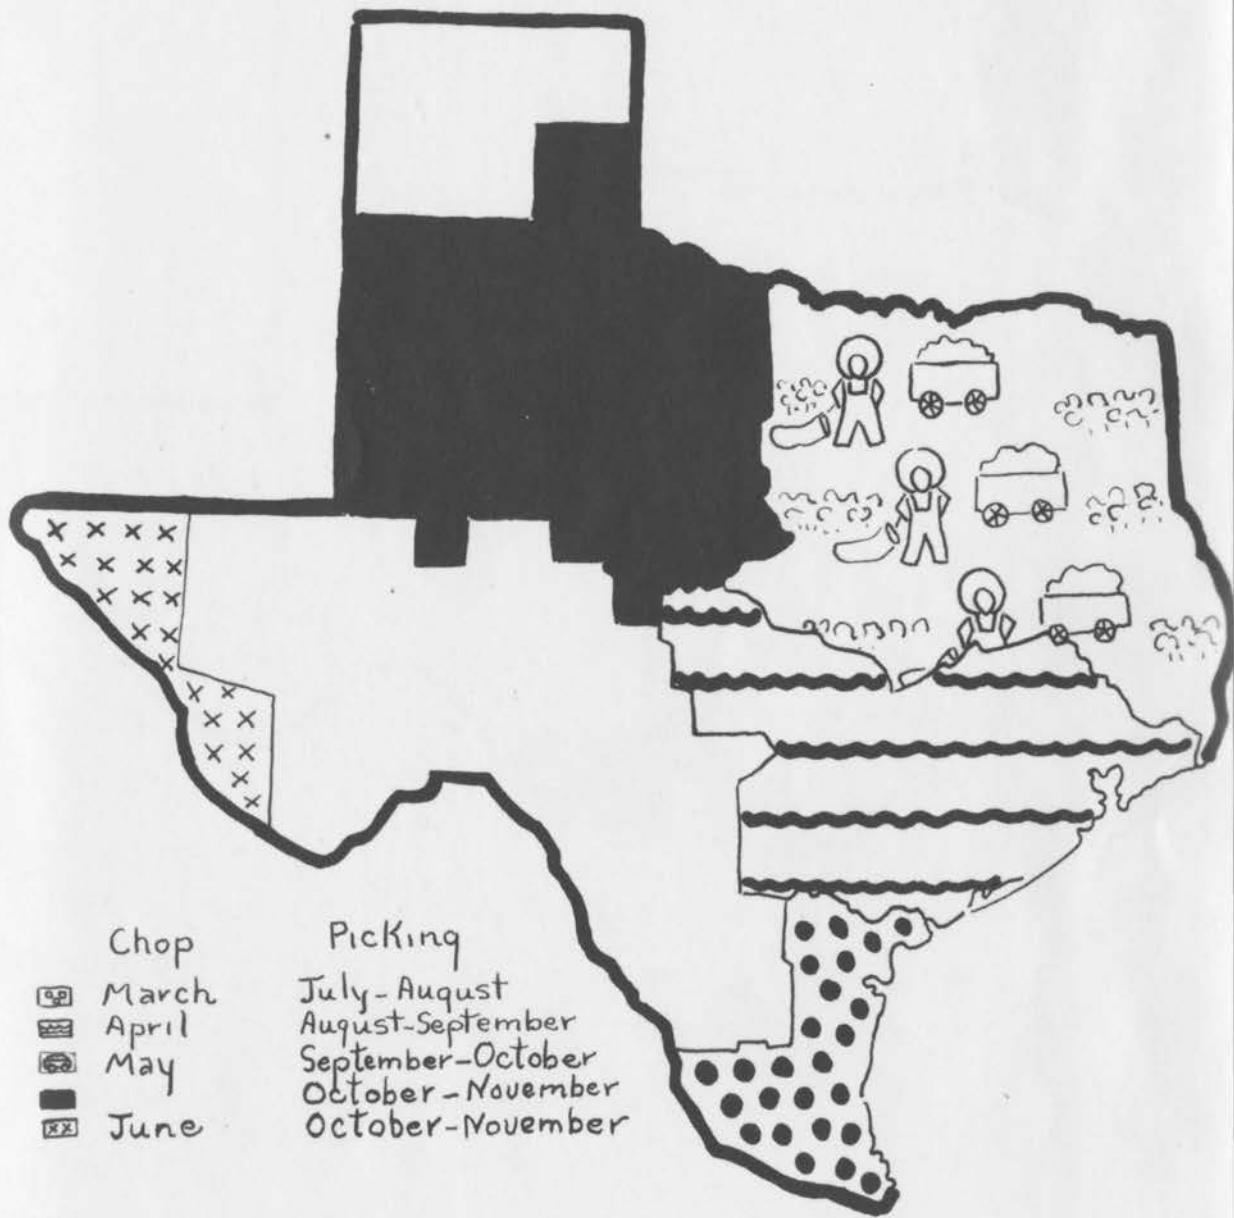 Chop Picking
March July-August
April August-September
May September-October
October-November
June October-November